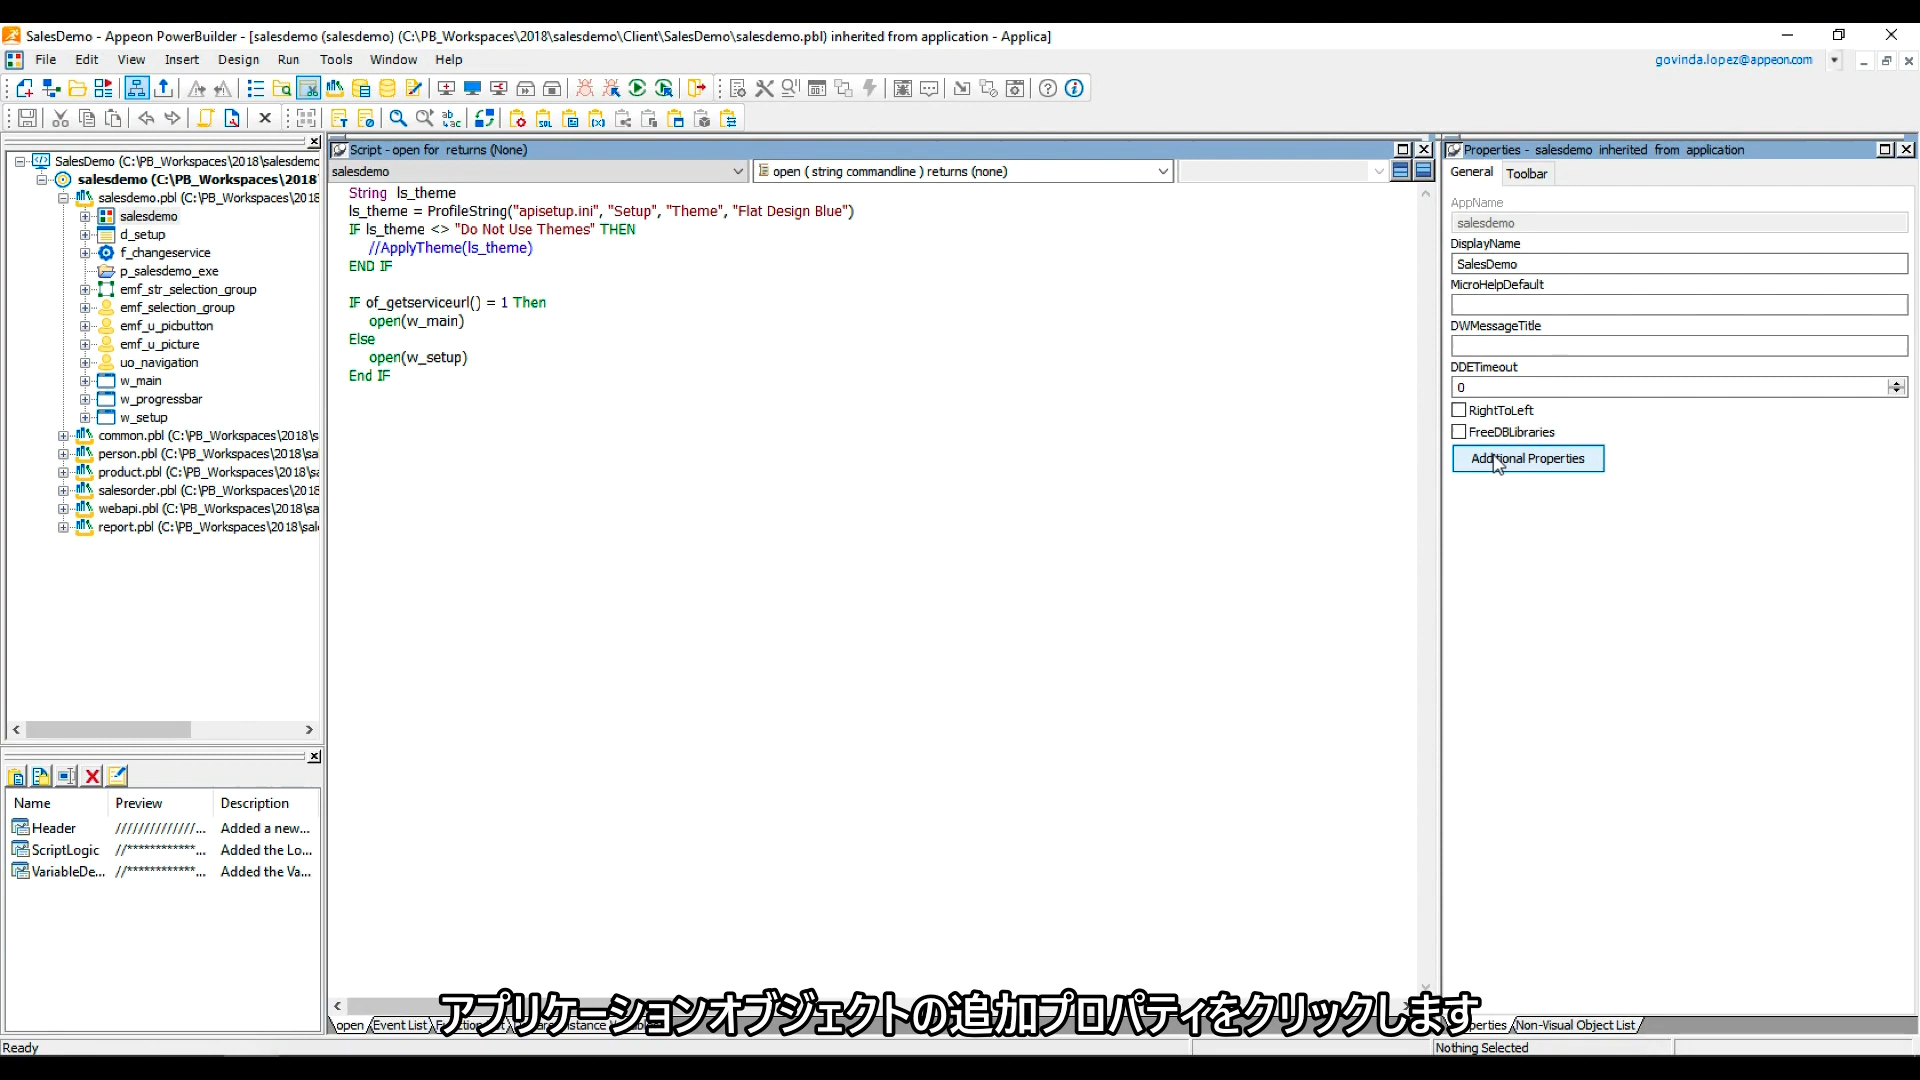 SalesDemo - Appeon PowerBuilder - [salesdemo (salesdemo) (C:\PB_Workspaces\2018\salesdemo\Client\SalesDemo\salesdemo.pbl) inherited from application - Applica]
File Edit View Insert Design Run Tools Window Help
govinda.lopez@appeon.com
SalesDemo (C:\PB_Workspaces\2018\salesdemo
salesdemo (C:\PB_Workspaces\2018\
salesdemo.pbl (C:\PB_Workspaces\2018
salesdemo
d_setup
f_changeservice
p_salesdemo_exe
emf_str_selection_group
emf_selection_group
emf_u_picbutton
emf_u_picture
uo_navigation
w_main
w_progressbar
w_setup
common.pbl (C:\PB_Workspaces\2018\s
person.pbl (C:\PB_Workspaces\2018\sa
product.pbl (C:\PB_Workspaces\2018\sa
salesorder.pbl (C:\PB_Workspaces\2018
webapi.pbl (C:\PB_Workspaces\2018\sa
report.pbl (C:\PB_Workspaces\2018\sal
Name Preview Description
Header //////////////... Added a new...
ScriptLogic //************... Added the Lo...
VariableDe... //************... Added the Va...
Script - open for returns (None)
salesdemo
open ( string commandline ) returns (none)
String ls_theme
ls_theme = ProfileString("apisetup.ini", "Setup", "Theme", "Flat Design Blue")
IF ls_theme <> "Do Not Use Themes" THEN
//ApplyTheme(ls_theme)
END IF
IF of_getserviceurl() = 1 Then
open(w_main)
Else
open(w_setup)
End IF
open Event List
Properties - salesdemo inherited from application
General Toolbar
AppName
salesdemo
DisplayName
SalesDemo
MicroHelpDefault
DWMessageTitle
DDETimeout
0
RightToLeft
FreeDBLibraries
Additional Properties
Non-Visual Object List
アプリケーションオブジェクトの追加プロパティをクリックします
Ready
Nothing Selected